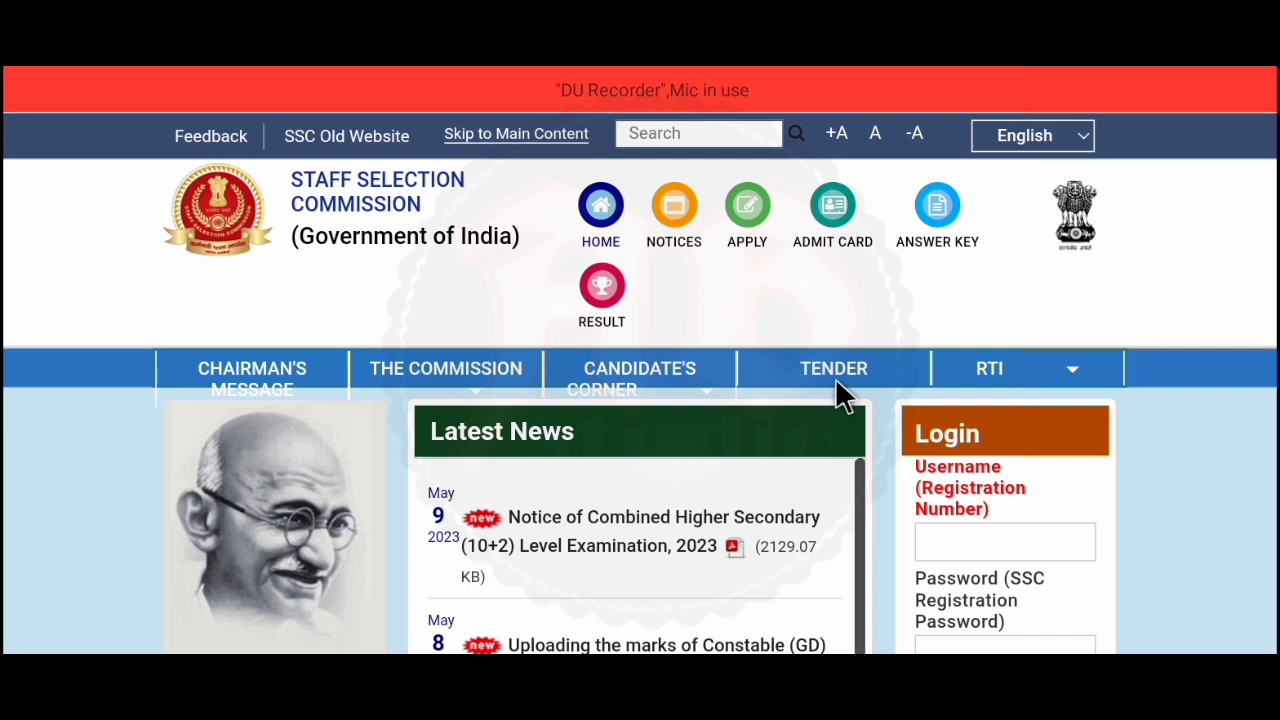 "DU Recorder",Mic in use
Feedback
SSC Old Website
Skip to Main Content
Search
+A
A
-A
English
STAFF SELECTION
COMMISSION
(Government of India)
HOME
NOTICES
APPLY
ADMIT CARD
ANSWER KEY
RESULT
CHAIRMAN'S
MESSAGE
THE COMMISSION
CANDIDATE'S
CORNER
TENDER
RTI
Latest News
May
9
2023
new Notice of Combined Higher Secondary
(10+2) Level Examination, 2023 (2129.07
KB)
May
8
new Uploading the marks of Constable (GD)
Login
Username
(Registration
Number)
Password (SSC
Registration
Password)